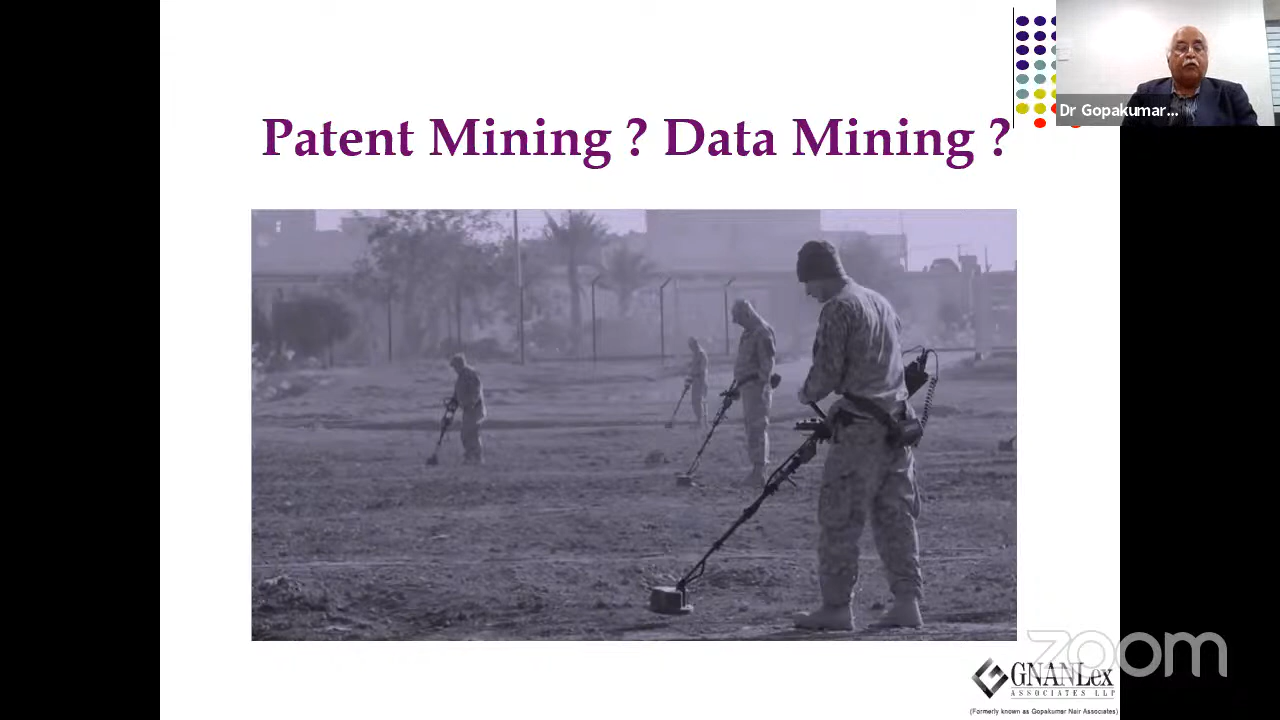 Patent Mining ? Data Mining ?
Dr Gopakumar...
zoom
GNANLex
ASSOCIATES LLP
(Formerly known as Gopakumar Nair Associates)